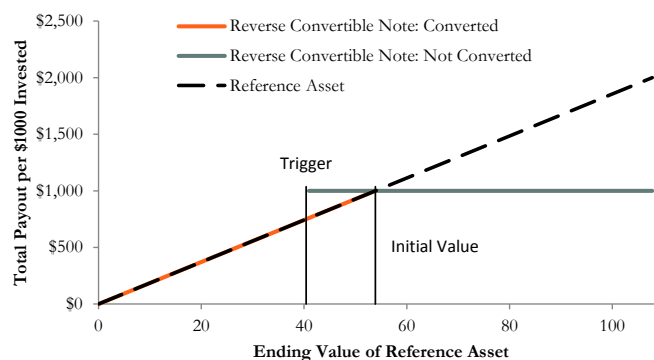 Total Payout per $1000 Invested
$2,500
$2,000
$1,500
$1,000
$500
$0
Reverse Convertible Note: Converted
Reverse Convertible Note: Not Converted
Reference Asset
Trigger
Initial Value
0 20 40 60 80 100
Ending Value of Reference Asset